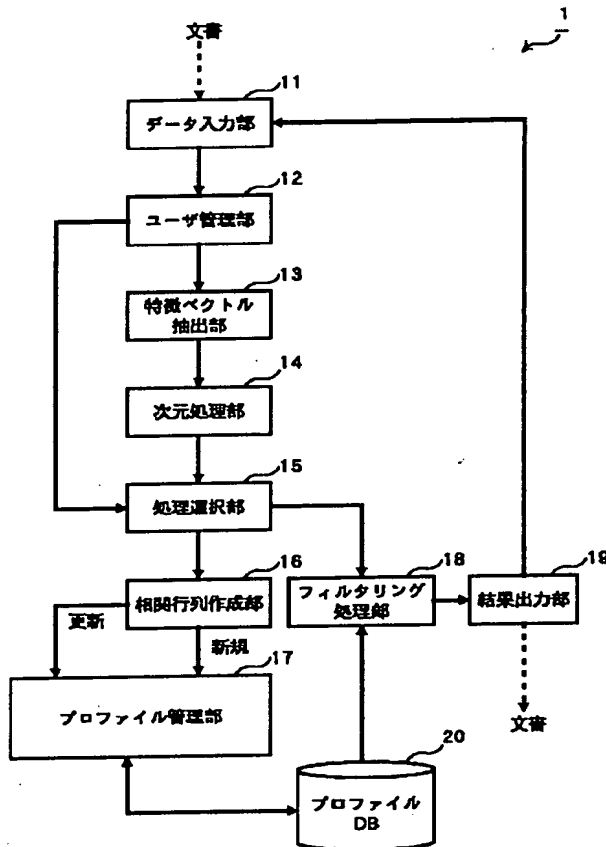 文書
1
11
データ入力部
12
ユーザ管理部
13
特徴ベクトル
抽出部
14
次元処理部
15
処理選択部
16
相関行列作成部
18
フィルタリング
処理部
19
結果出力部
更新
新規
17
プロファイル管理部
文書
20
プロファイル
DB